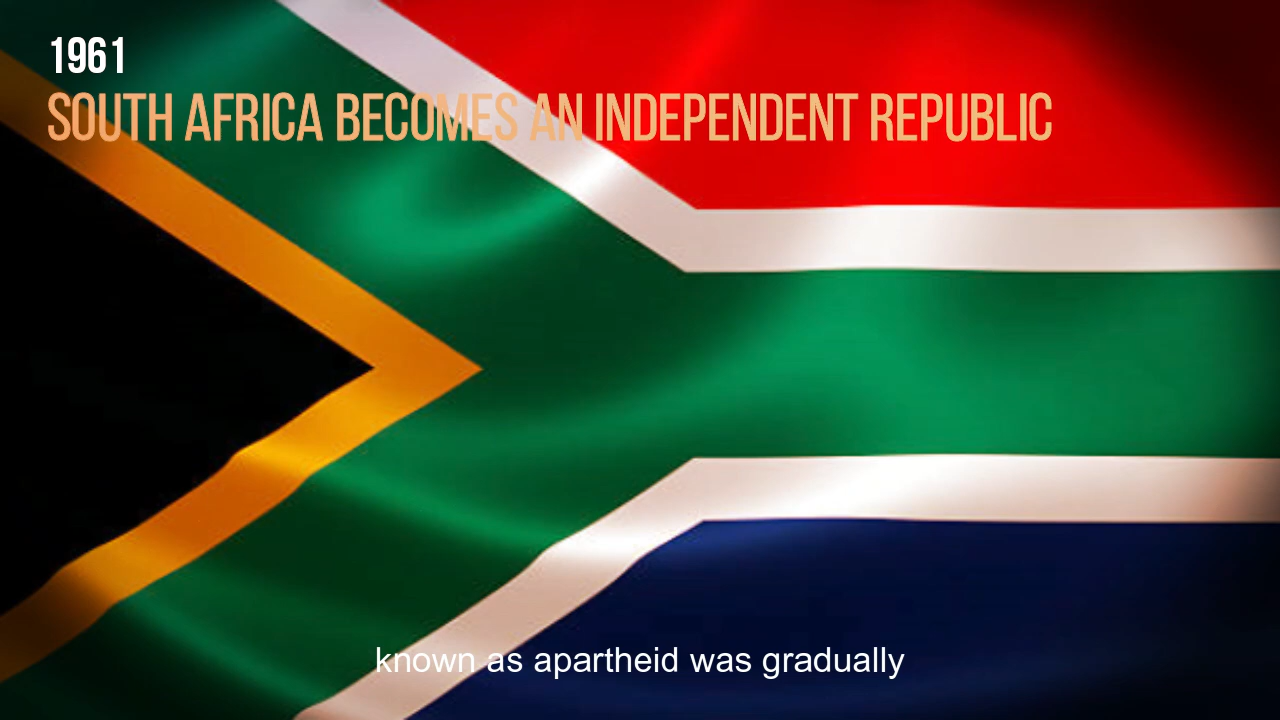 1961
SOUTH AFRICA BECOMES AN INDEPENDENT REPUBLIC
known as apartheid was gradually